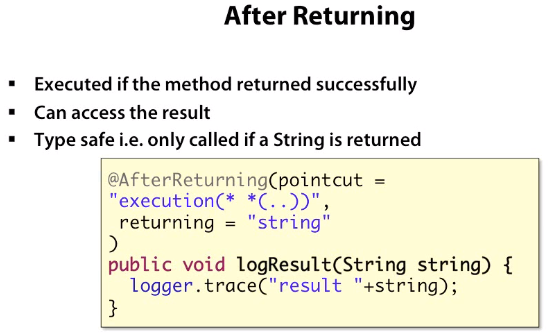 After Returning
▪ Executed if the method returned successfully
▪ Can access the result
▪ Type safe i.e. only called if a String is returned
@AfterReturning(pointcut =
"execution(* *(..))",
 returning = "string"
)
public void logResult(String string) {
  logger.trace("result "+string);
}